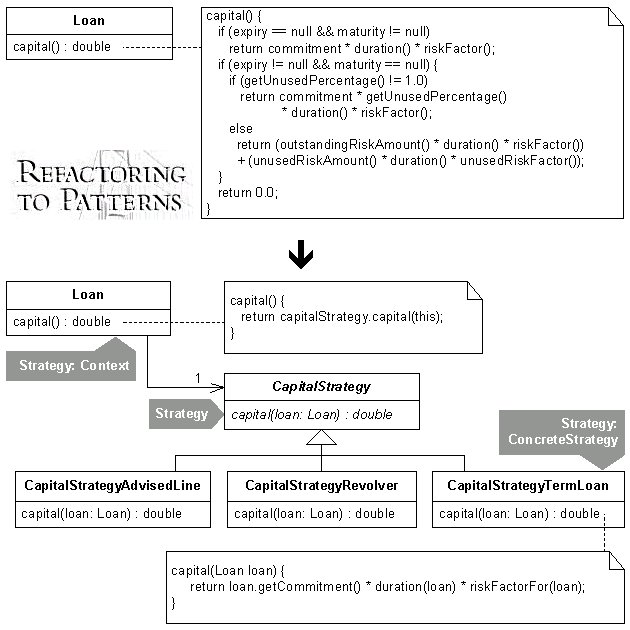 Loan
capital() : double
capital() {
if (expiry == null && maturity != null)
return commitment * duration() * riskFactor();
if (expiry != null && maturity == null) {
if (getUnusedPercentage() != 1.0)
return commitment * getUnusedPercentage()
* duration() * riskFactor();
else
return (outstandingRiskAmount() * duration() * riskFactor())
+ (unusedRiskAmount() * duration() * unusedRiskFactor());
}
return 0.0;
}
REFACTORING
TO PATTERNS
Loan
capital() : double
capital() {
return capitalStrategy.capital(this);
}
Strategy: Context
1
CapitalStrategy
capital(loan: Loan) : double
Strategy
Strategy:
ConcreteStrategy
CapitalStrategyAdvisedLine
capital(loan: Loan) : double
CapitalStrategyRevolver
capital(loan: Loan) : double
CapitalStrategyTermLoan
capital(loan: Loan) : double
capital(Loan loan) {
return loan.getCommitment() * duration(loan) * riskFactorFor(loan);
}